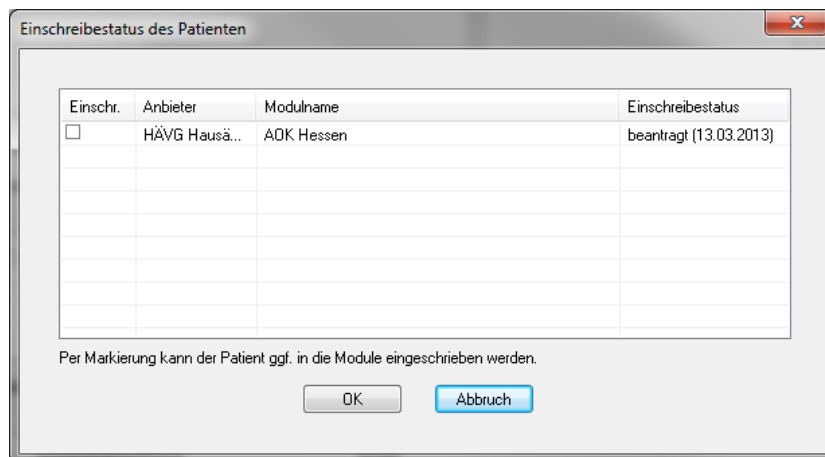 Einschreibestatus des Patienten
Einschr. Anbieter Modulname Einschreibestatus
HÄVG Hausä... AOK Hessen beantragt (13.03.2013)
Per Markierung kann der Patient ggf. in die Module eingeschrieben werden.
OK Abbruch